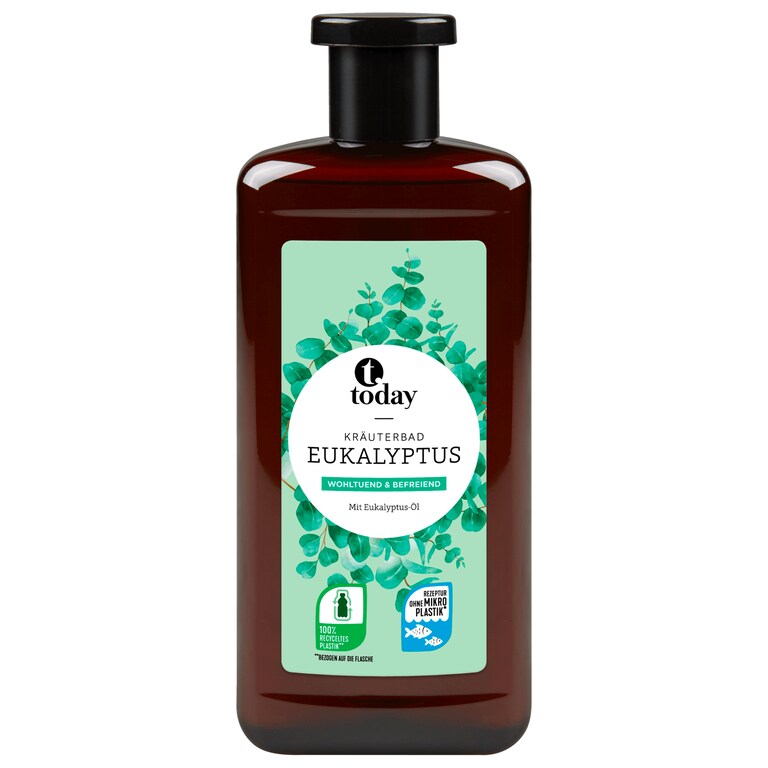 t
today
KRÄUTERBAD
EUKALYPTUS
WOHLTUEND & BEFREIEND
Mit Eukalyptus-Öl
100%
RECYCELTES
PLASTIK**
**BEZOGEN AUF DIE FLASCHE
REZEPTUR
OHNE MIKRO
PLASTIK*